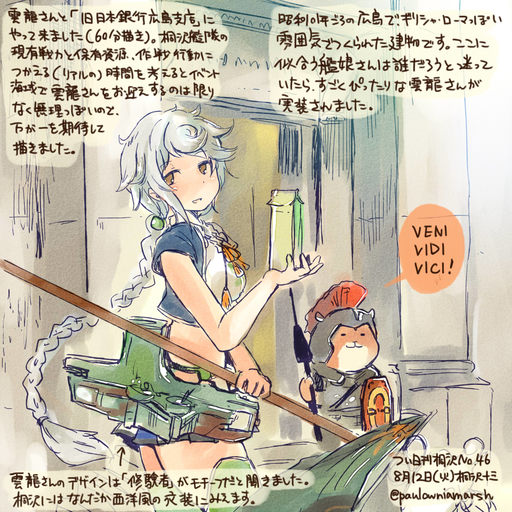 雲龍さんと「旧日本銀行広島支店」に
やって来ました(60分描き)。桐沢艦隊の
現有戦力と保有資源、作戦行動に
つかえる(リアルの)時間を考えるとイベント
海域で雲龍さんをお迎えするのは限り
なく無理っぽいので、
下が一を期待して
描きました。
昭和10年ごろの広島でギリシャ・ローマっぽい
雰囲気でつくられた建物です。ここに
似合う艦娘さんは誰だろうと迷って
いたら、すごくぴったりな雲龍さんが
実装されました。
VENI
VIDI
VICI!
雲龍さんのデザインは「修験者」がモチーフだと聞きました。
桐沢にはなんだか西洋風の衣装にみえます。
つい日刊桐沢No.46
8月12日(火)桐沢十三
@paulowniamarsh